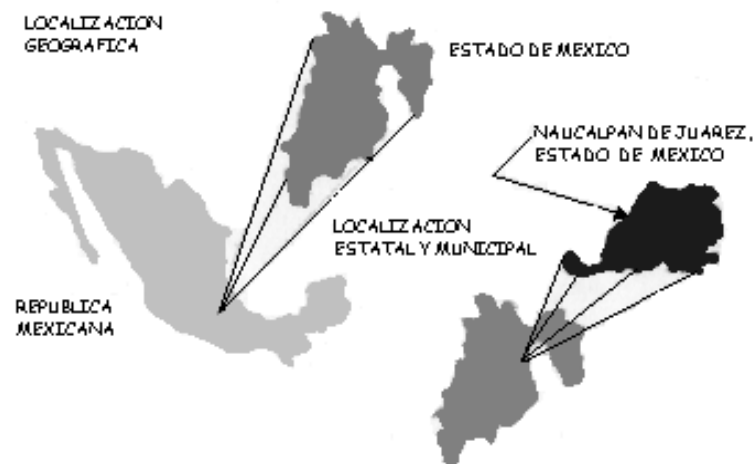 LOCALIZACION
GEOGRAFICA
ESTADO DE MEXICO
NAUCALPAN DE JUAREZ,
ESTADO DE MEXICO
LOCALIZACION
ESTATAL Y MUNICIPAL
REPUBLICA
MEXICANA